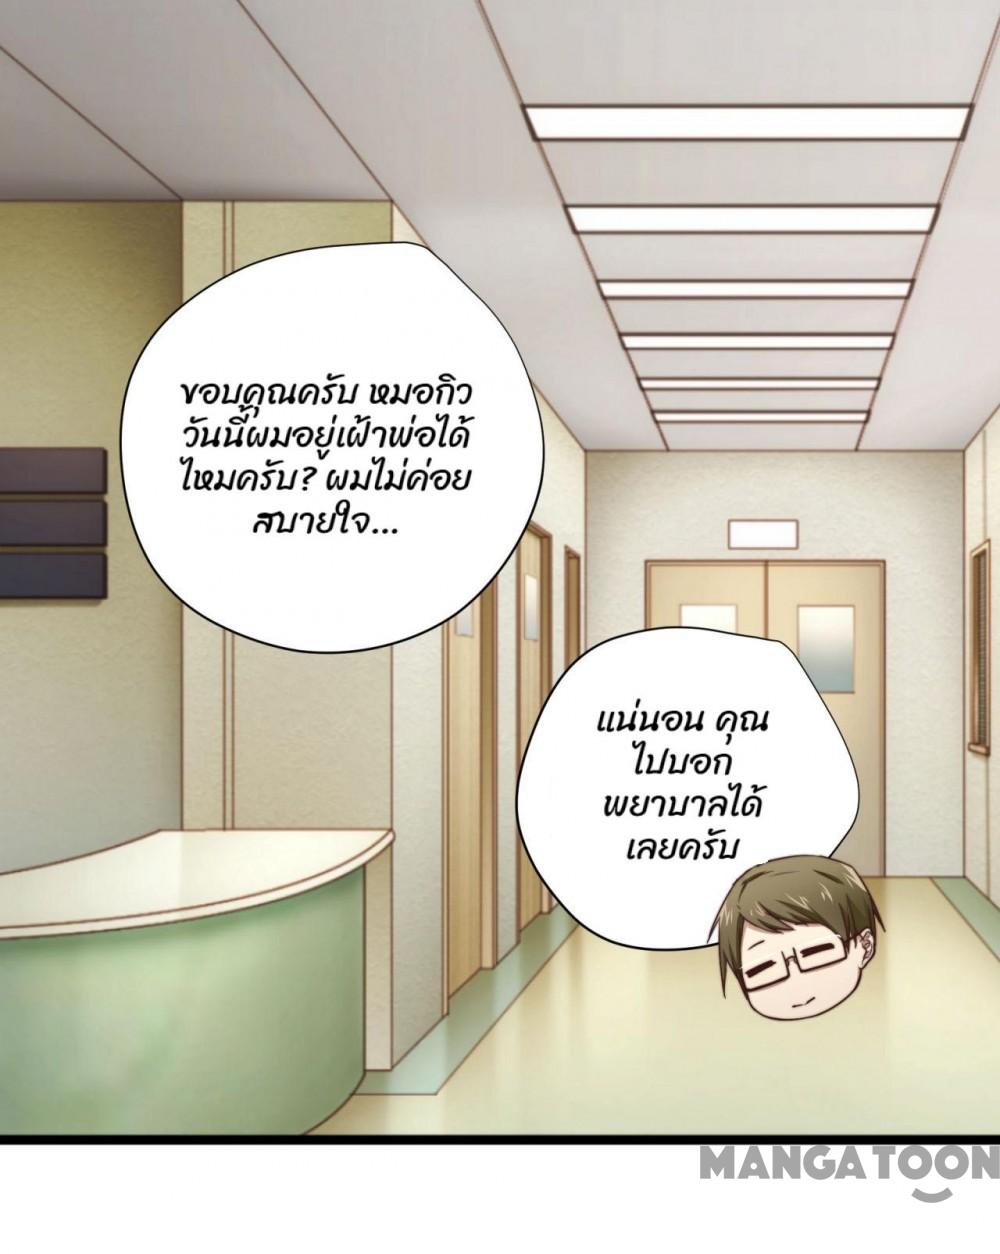 ขอบคุณครับ หมอกิว
วันนี้ผมอยู่เฝ้าพ่อได้
ไหมครับ? ผมไม่ค่อย
สบายใจ...
แน่นอน คุณ
ไปบอก
พยาบาลได้
เลยครับ
MANGATOON